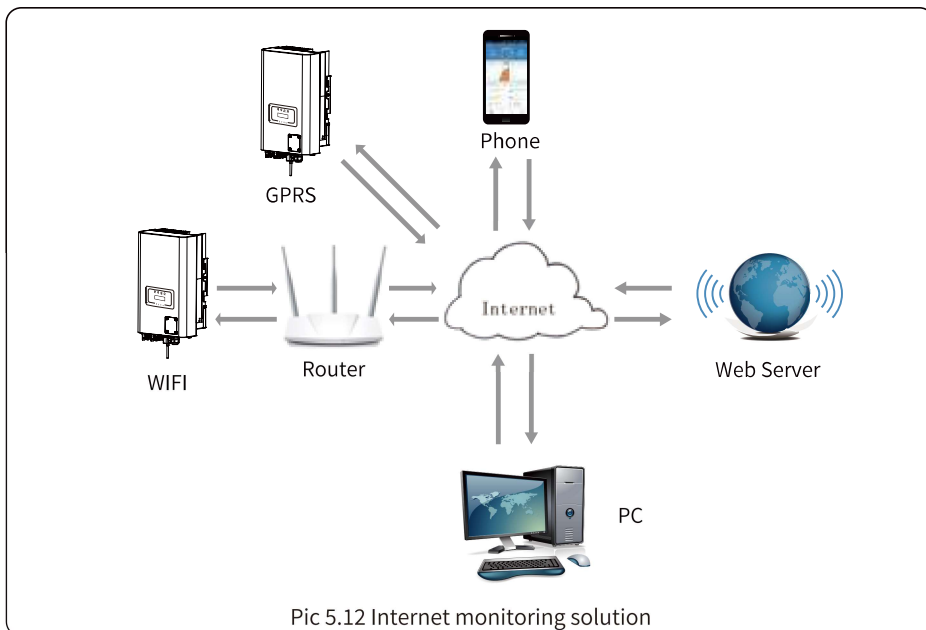 Phone
GPRS
Internet
WIFI
Router
Web Server
PC
Pic 5.12 Internet monitoring solution